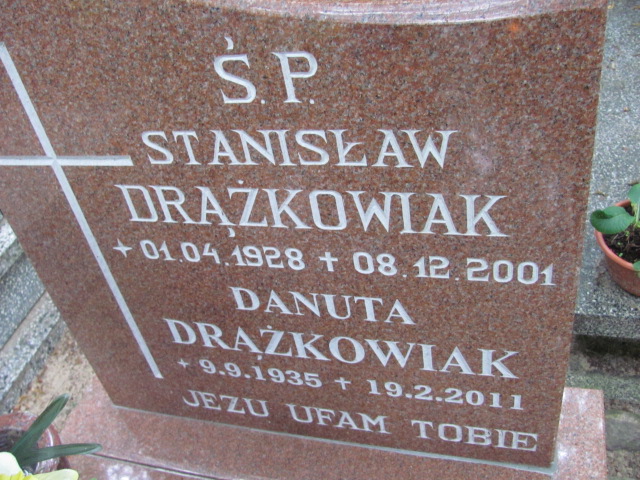 Ś.P.
STANISŁAW
DRĄŻKOWIAK
+ 01.04.1928 + 08.12.2001
DANUTA
DRĄŻKOWIAK
+ 9.9.1935 + 19.2.2011
JEZU UFAM TOBIE